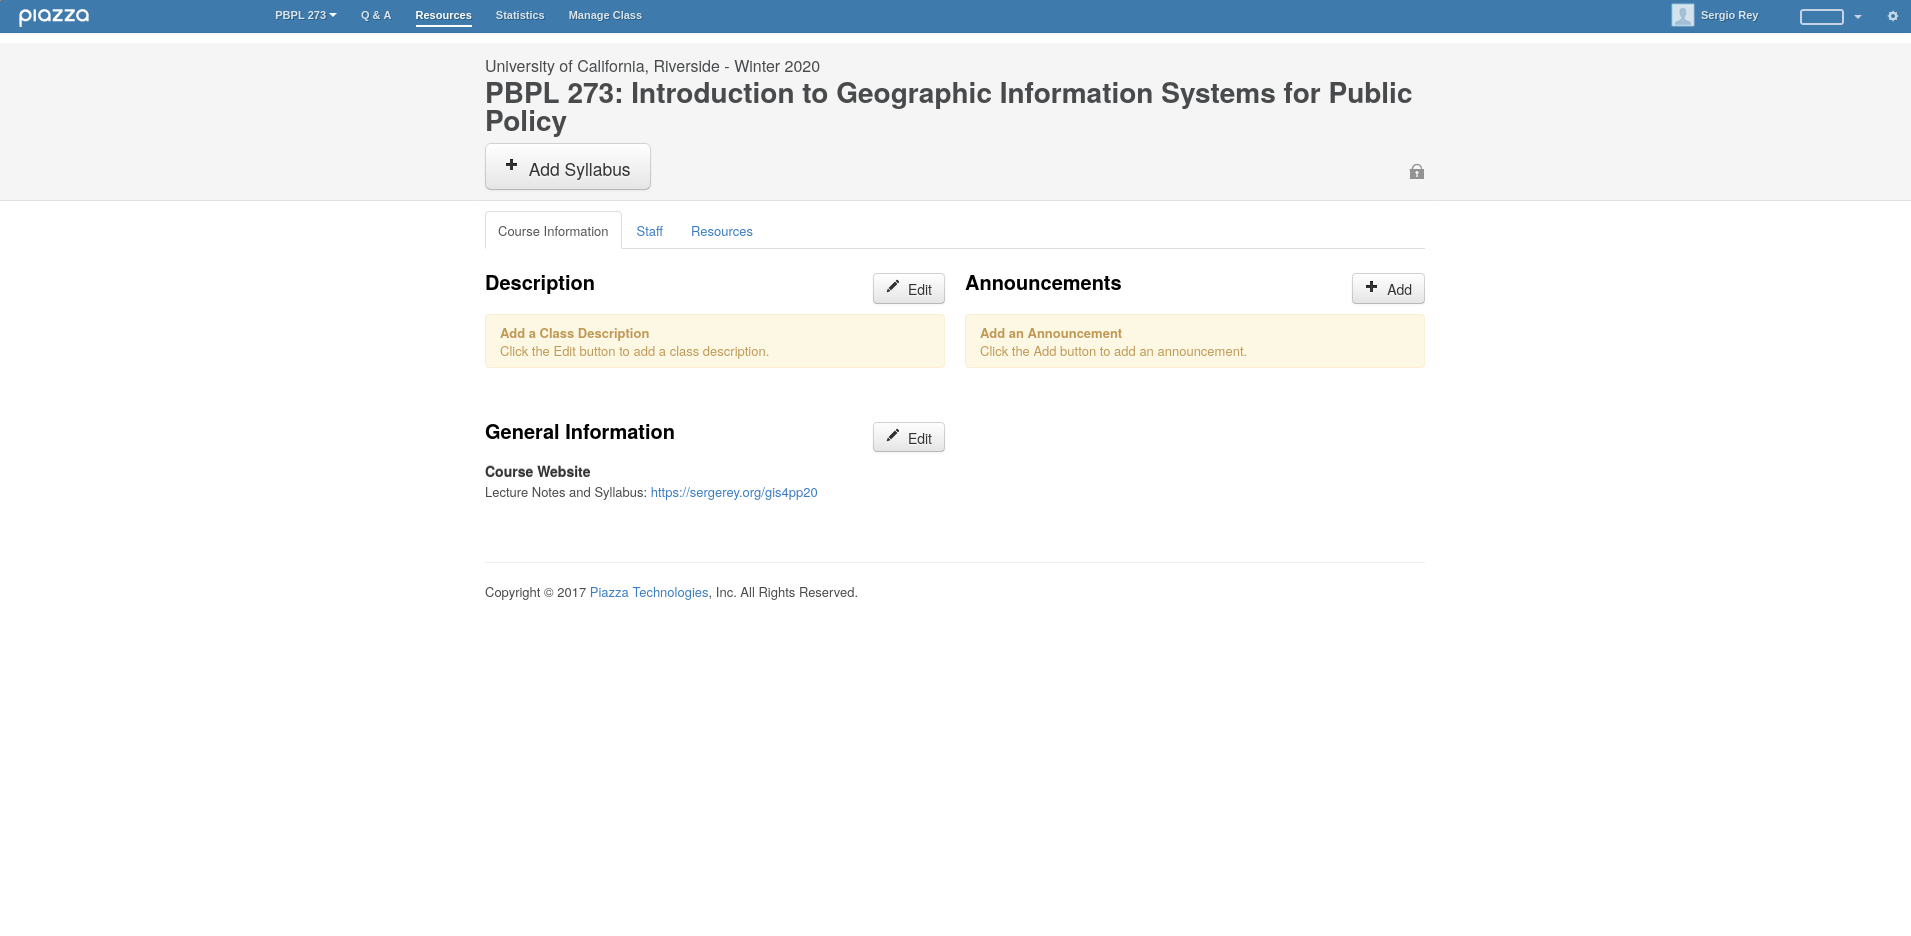 piazza PBPL 273 Q & A Resources Statistics Manage Class Sergio Rey
University of California, Riverside - Winter 2020
PBPL 273: Introduction to Geographic Information Systems for Public
Policy
Add Syllabus
Course Information Staff Resources
Description Edit Announcements Add
Add a Class Description Add an Announcement
Click the Edit button to add a class description. Click the Add button to add an announcement.
General Information Edit
Course Website
Lecture Notes and Syllabus: https://sergerey.org/gis4pp20
Copyright © 2017 Piazza Technologies, Inc. All Rights Reserved.